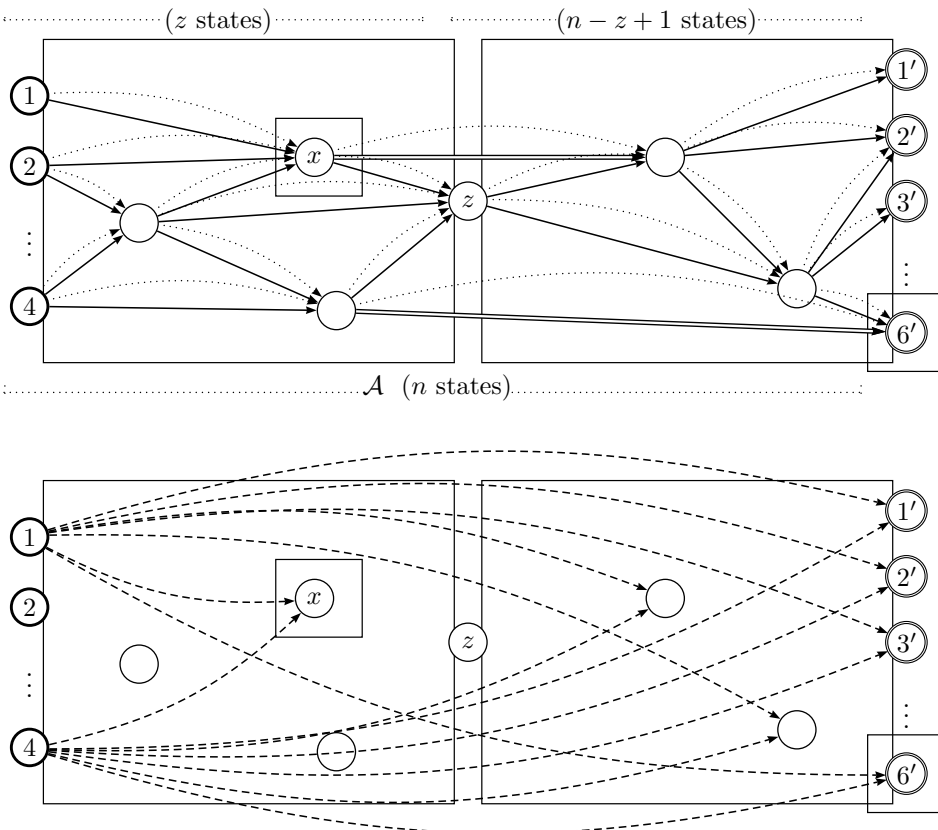 (z states) (n − z + 1 states)
1 1′
2 x 2′
z 3′
⋮ ⋮
4 6′
𝒜 (n states)
1 1′
2 x 2′
z 3′
⋮ ⋮
4 6′